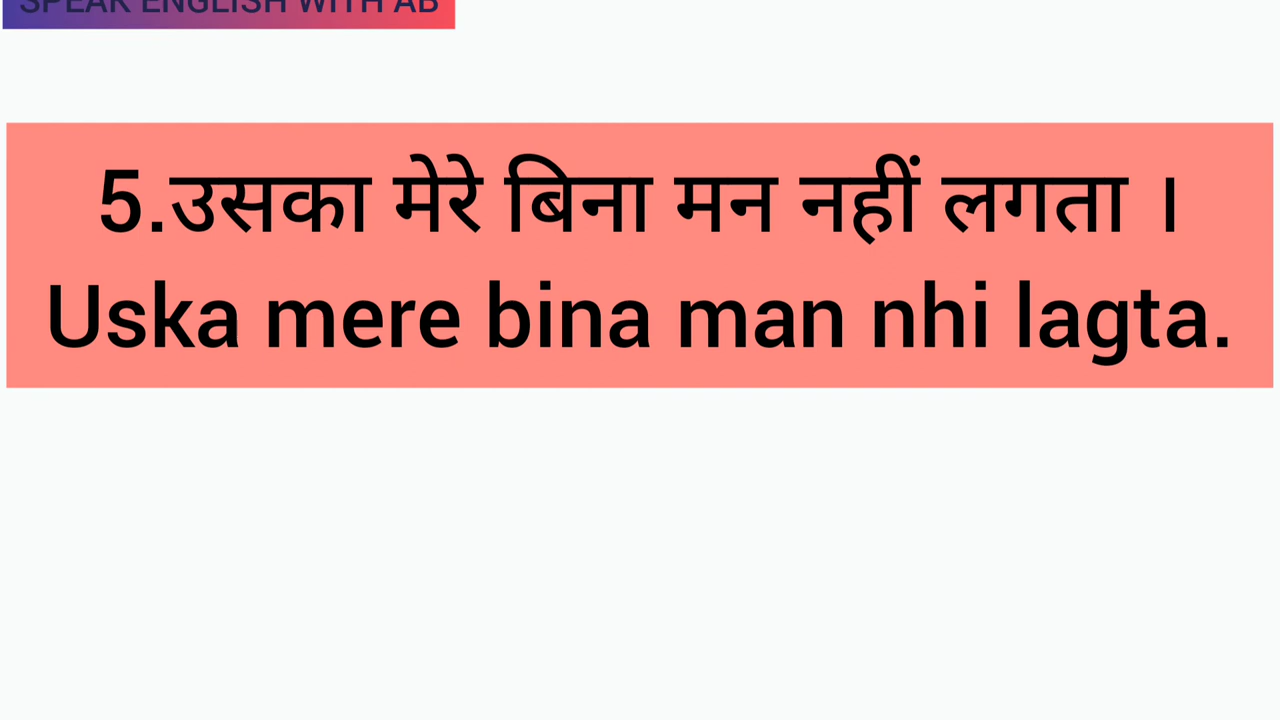 SPEAK ENGLISH WITH AB
5.उसका मेरे बिना मन नहीं लगता ।
Uska mere bina man nhi lagta.